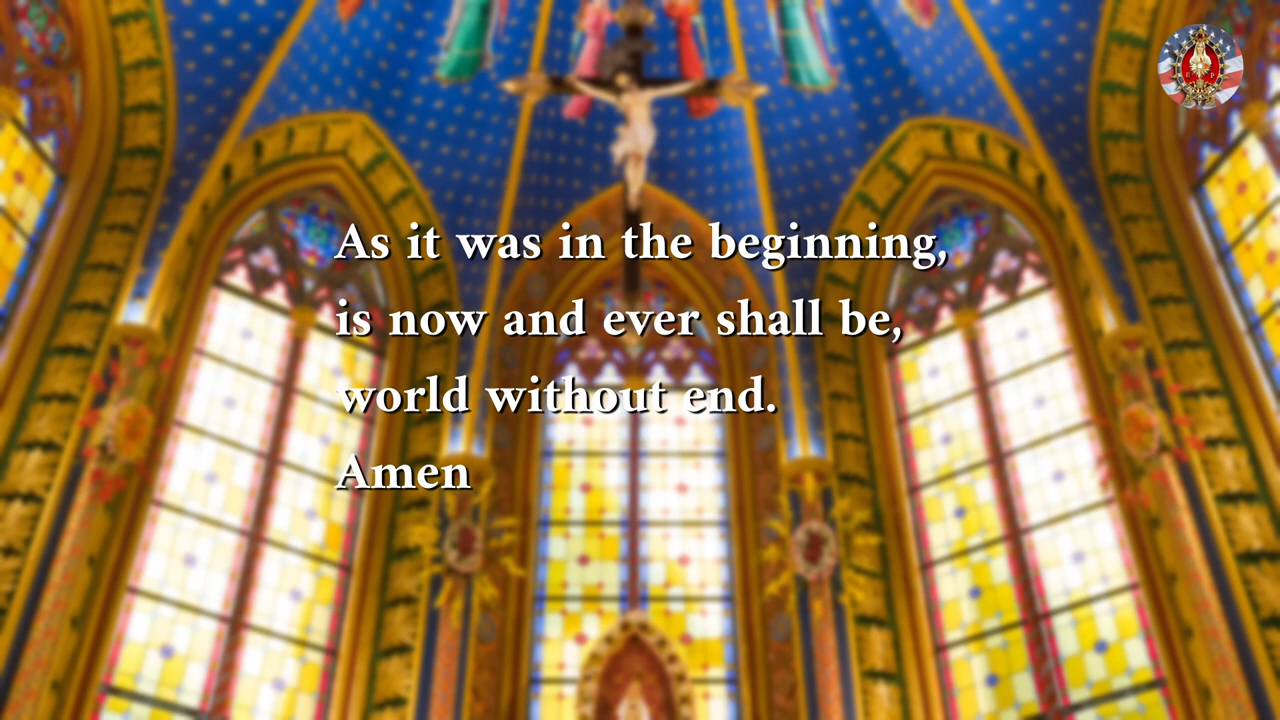 As it was in the beginning,
is now and ever shall be,
world without end.
Amen